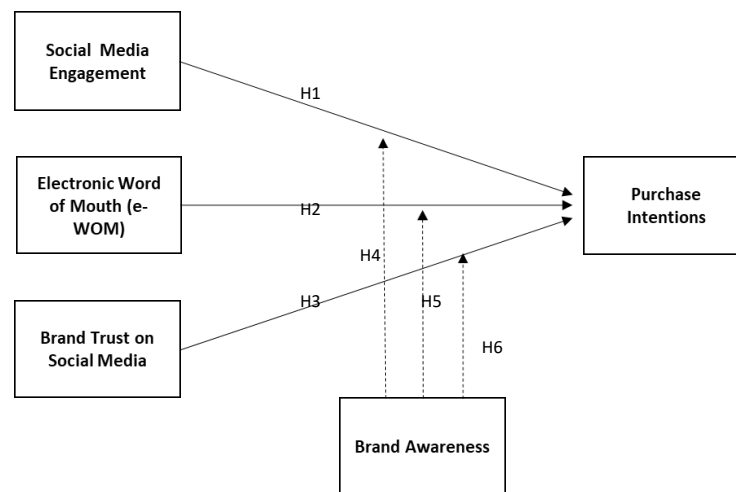 Social Media
Engagement
H1
Electronic Word
of Mouth (e-
WOM)
H2
Purchase
Intentions
H4
H3
H5
Brand Trust on
Social Media
H6
Brand Awareness